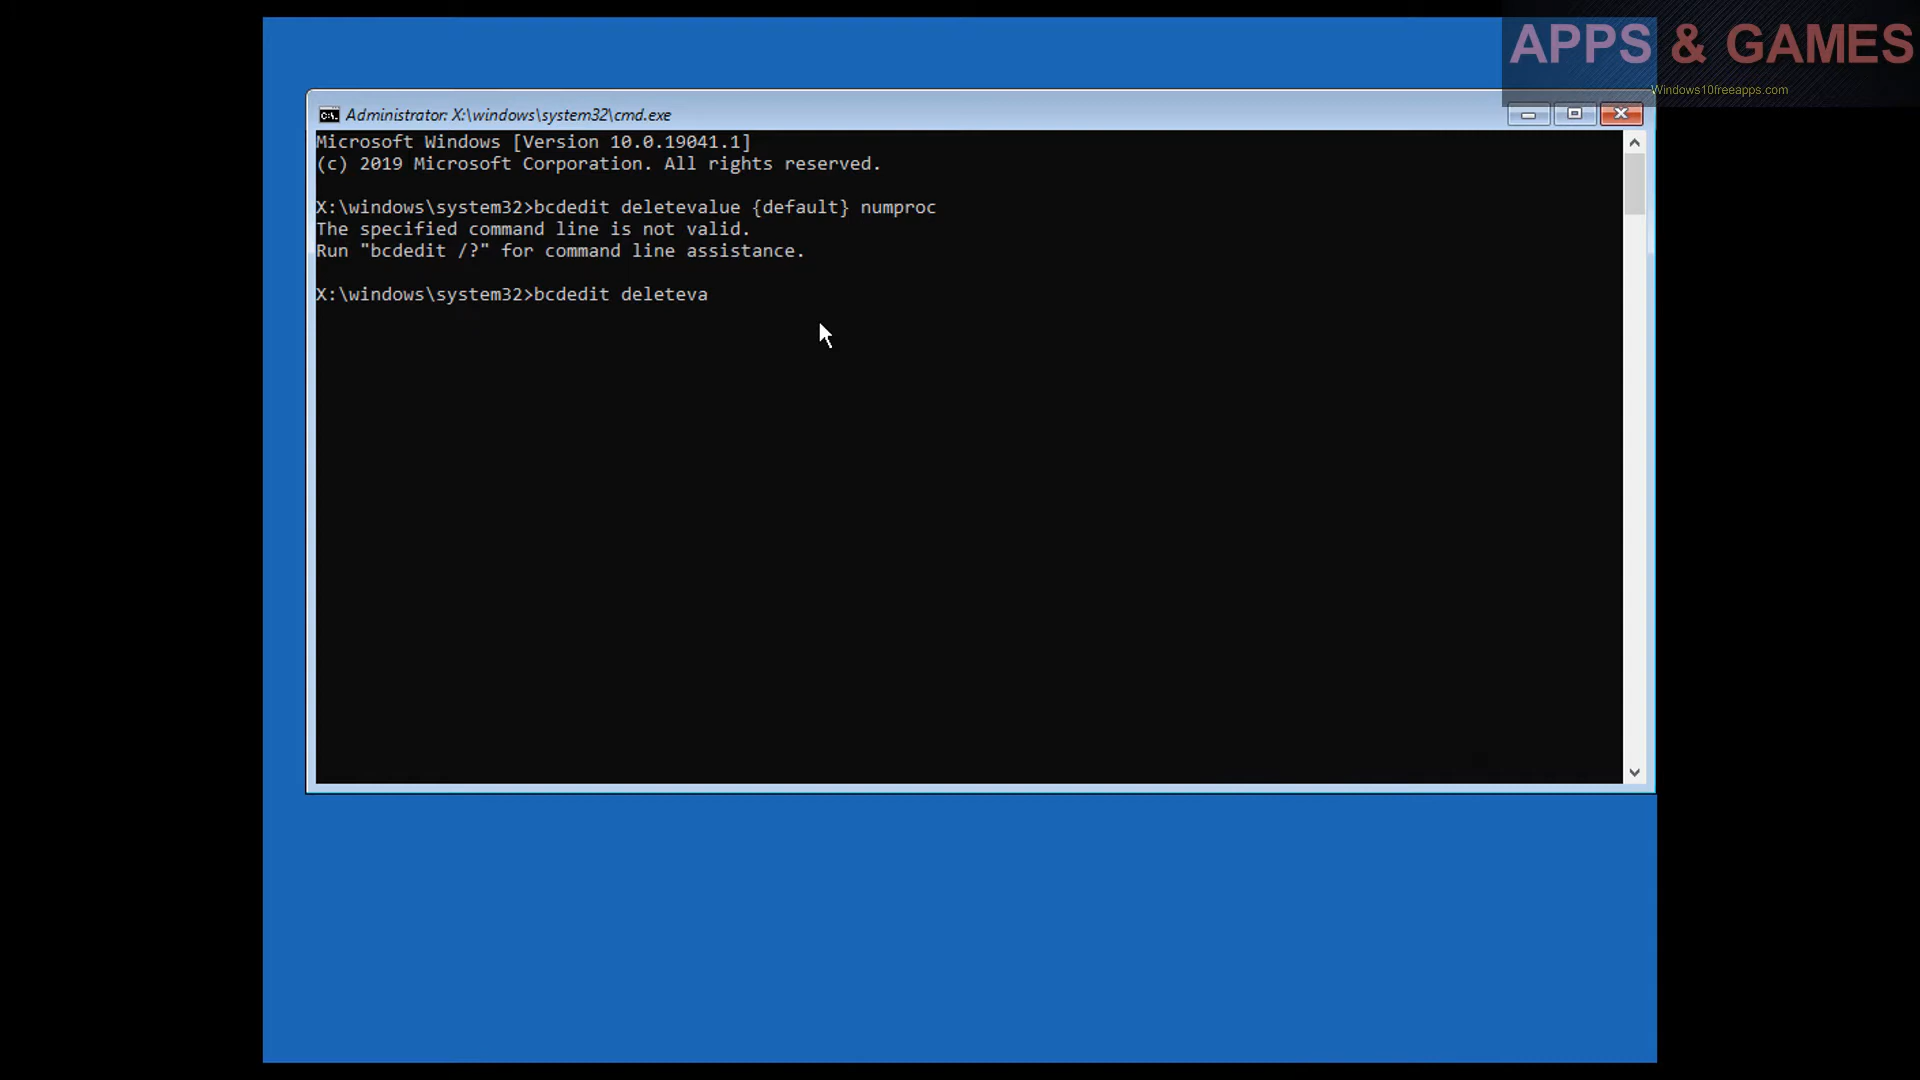 APPS & GAMES
Windows10freeapps.com
Administrator: X:\windows\system32\cmd.exe
Microsoft Windows [Version 10.0.19041.1]
(c) 2019 Microsoft Corporation. All rights reserved.
X:\windows\system32>bcdedit deletevalue {default} numproc
The specified command line is not valid.
Run "bcdedit /?" for command line assistance.
X:\windows\system32>bcdedit deleteva